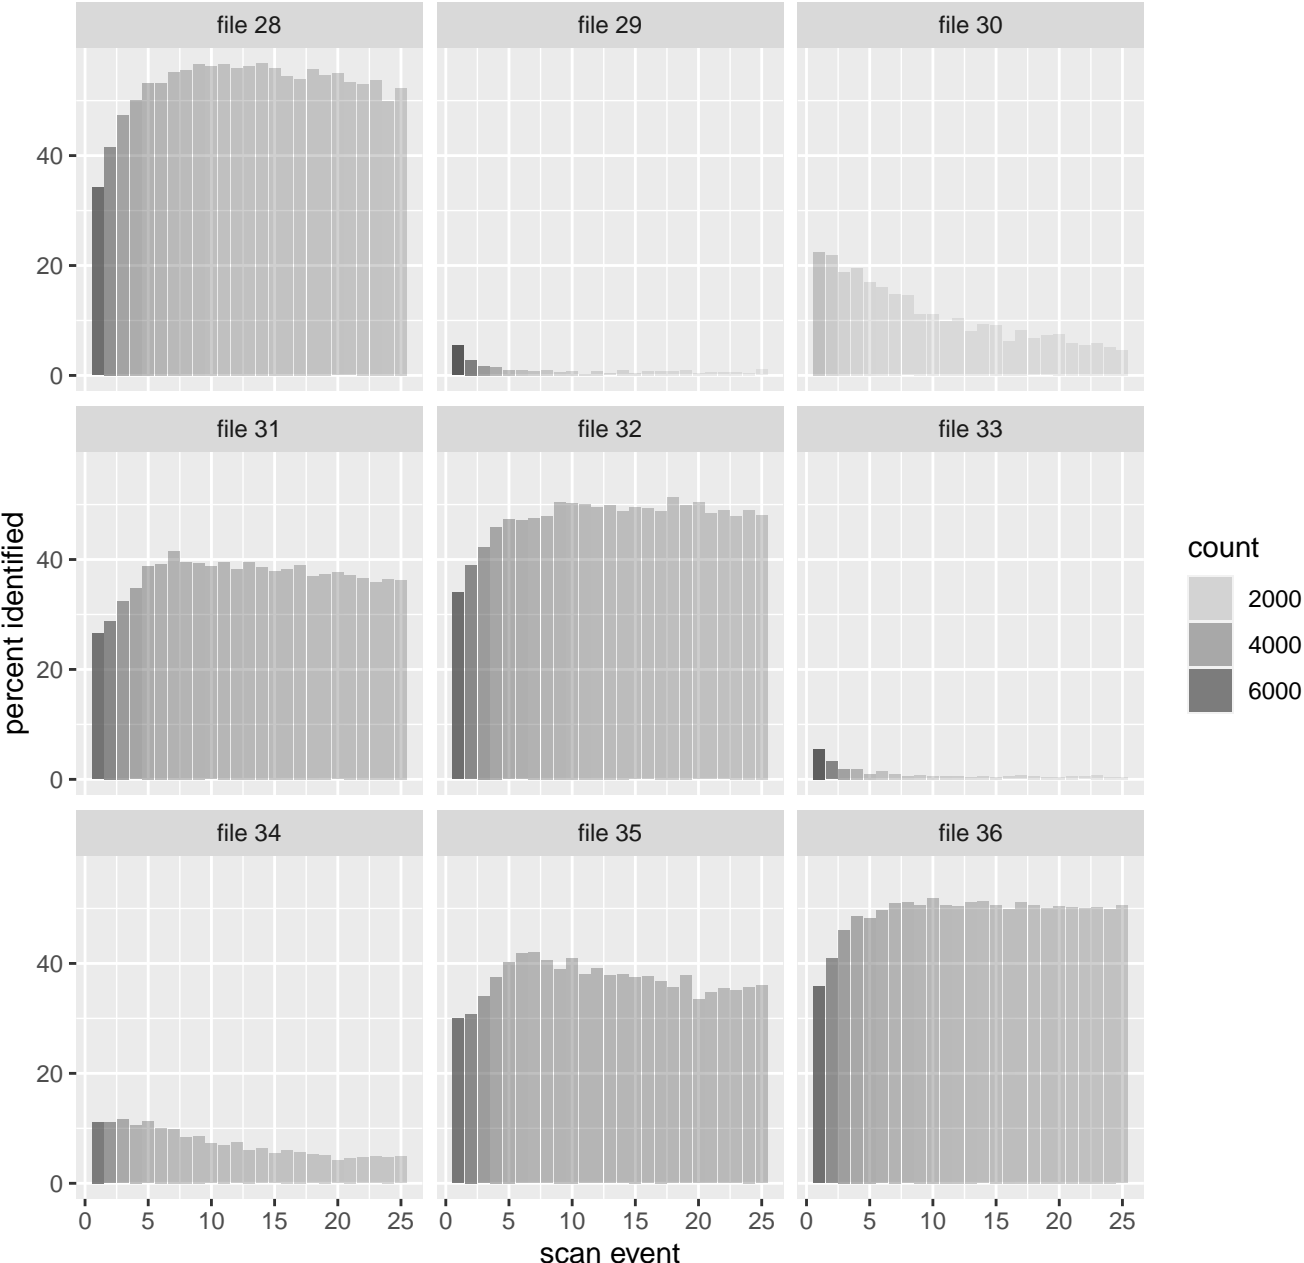 file 28
file 29
file 30
40
20
0
file 31
file 32
file 33
40
20
0
percent identified
count
2000
4000
6000
file 34
file 35
file 36
40
20
0
0 5 10 15 20 25
0 5 10 15 20 25
0 5 10 15 20 25
scan event